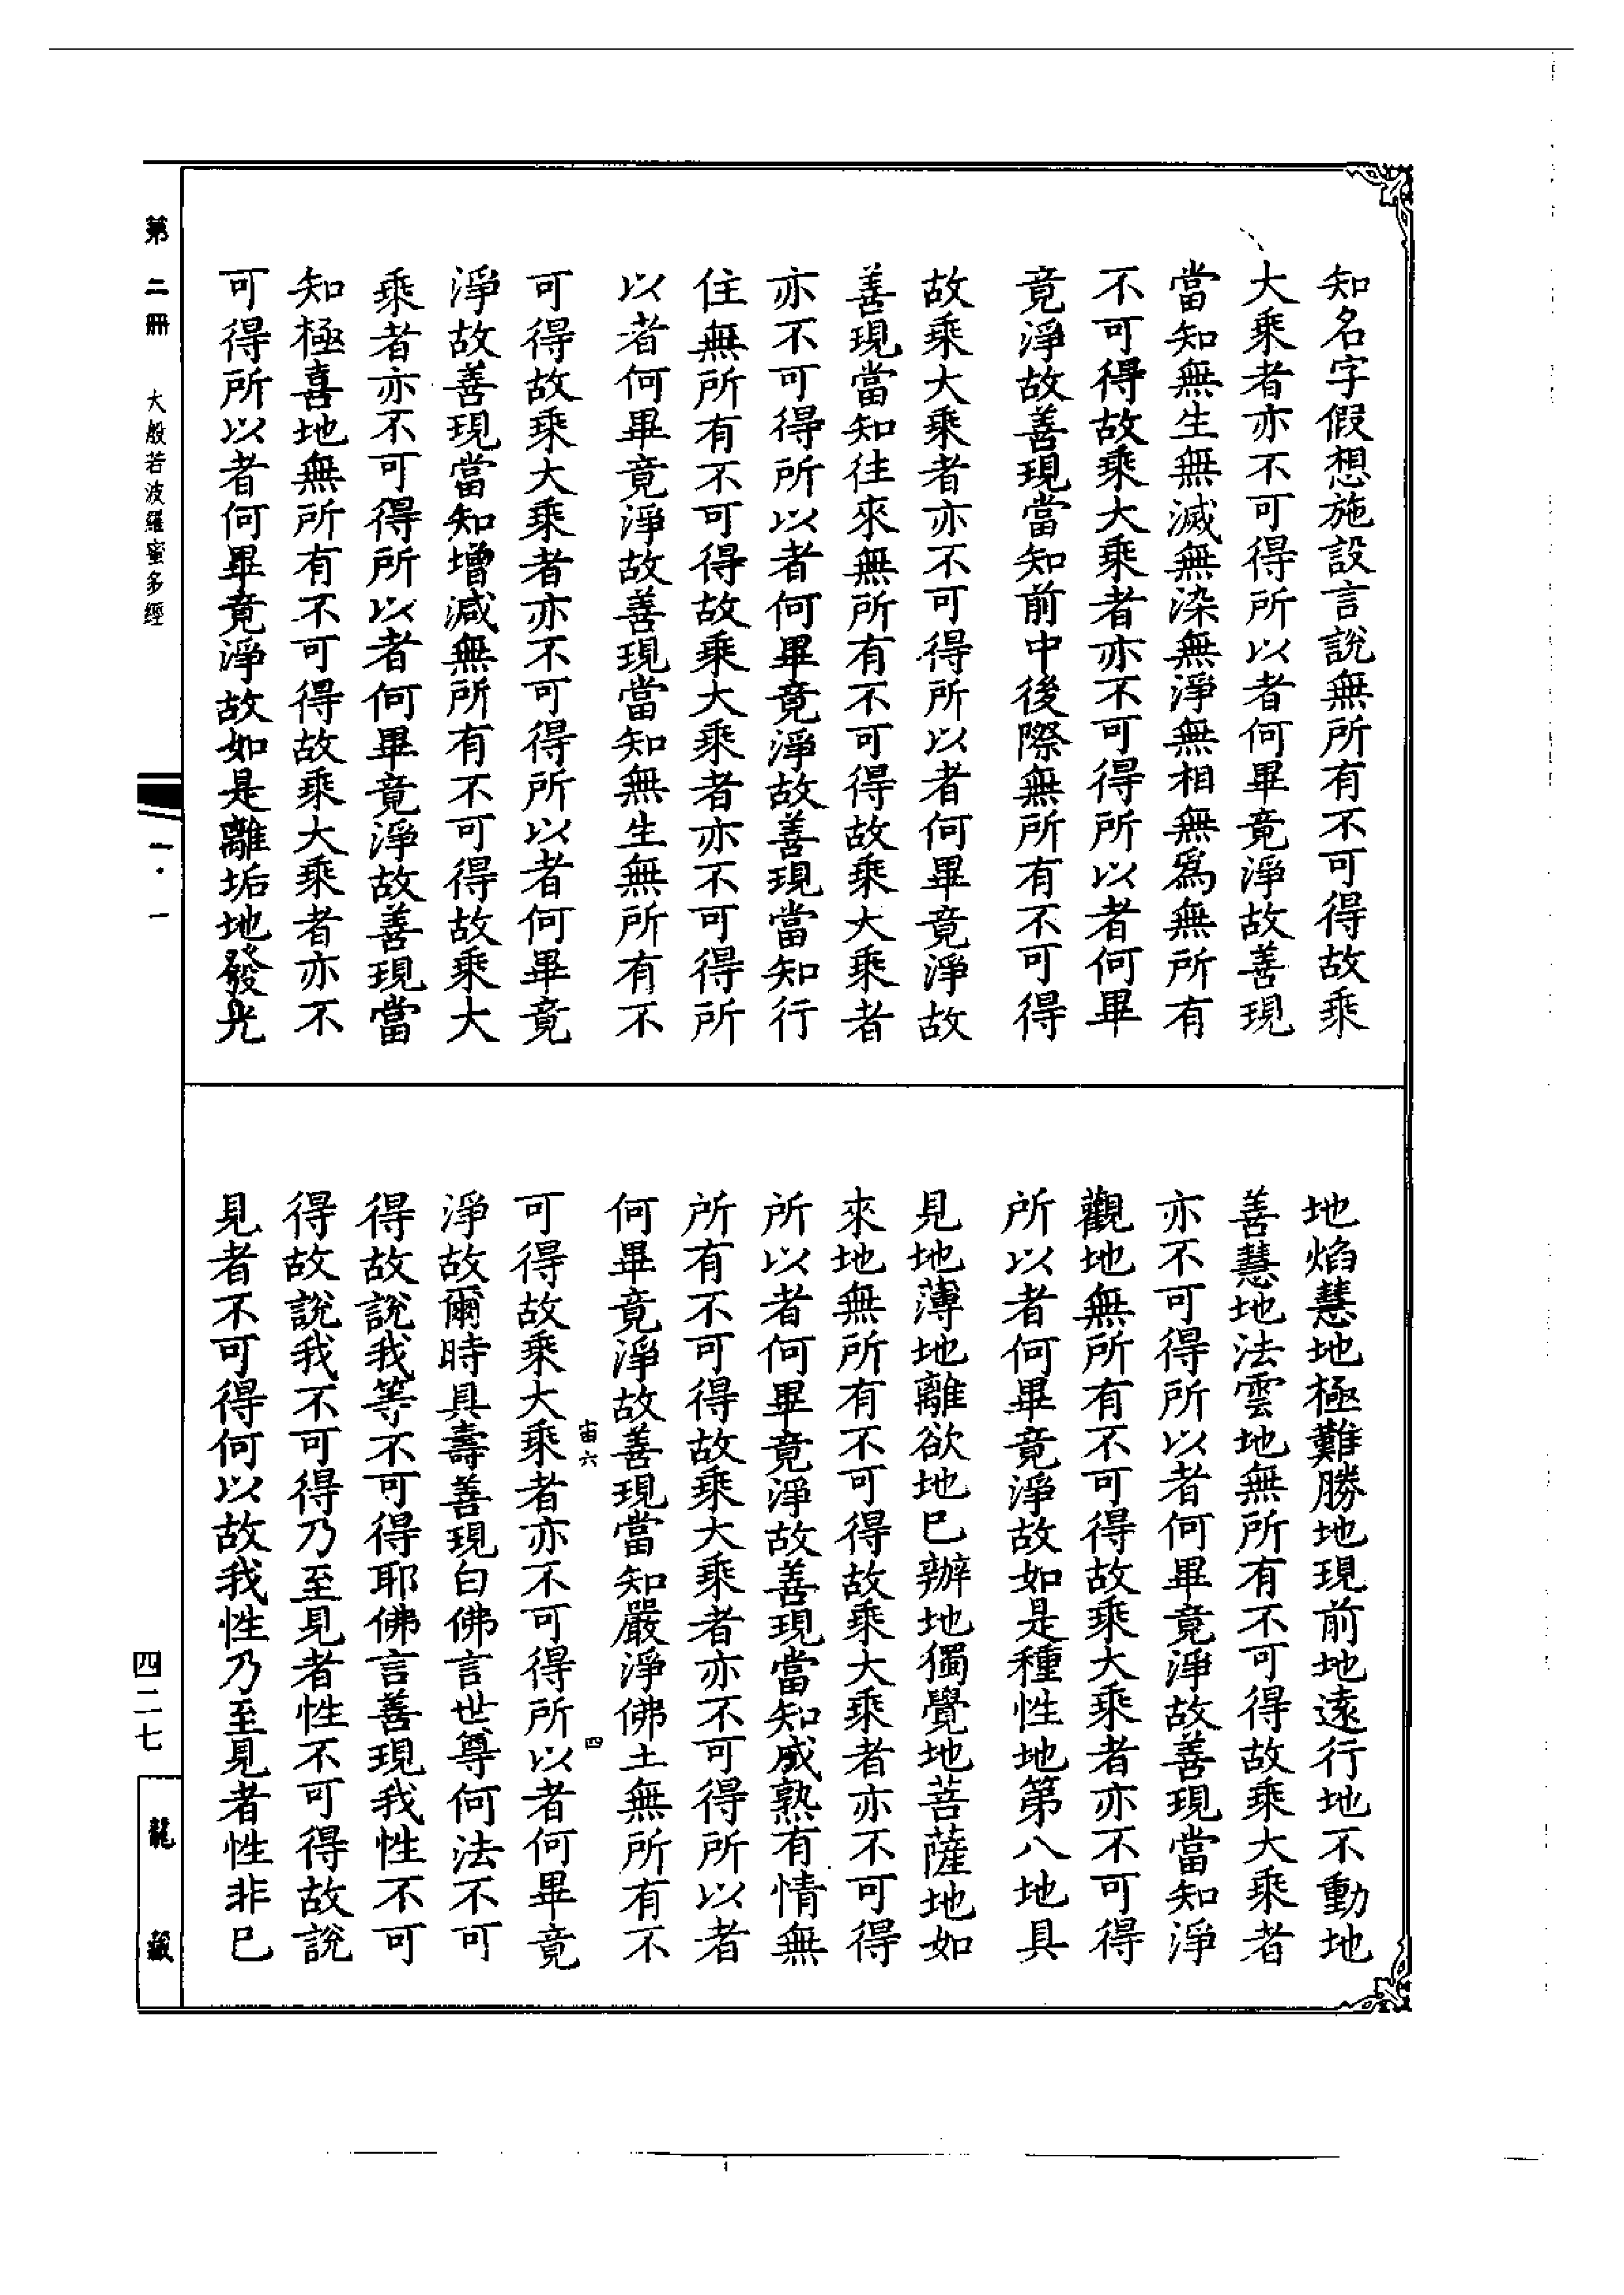 知名字假想施設言說無所有不可得故乘
大乘者亦不可得所以者何畢竟淨故善現
當知無生無滅無染無淨無相無爲無所有
不可得故乘大乘者亦不可得所以者何畢
竟淨故善現當知前中後際無所有不可得
故乘大乘者亦不可得所以者何畢竟淨故
善現當知往來無所有不可得故乘大乘者
亦不可得所以者何畢竟淨故善現當知行
住無所有不可得故乘大乘者亦不可得所
以者何畢竟淨故善現當知無生無所有不
可得故乘大乘者亦不可得所以者何畢竟
淨故善現當知增減無所有不可得故乘大
乘者亦不可得所以者何畢竟淨故善現當
知極喜地無所有不可得故乘大乘者亦不
可得所以者何畢竟淨故如是離垢地發光
地焰慧地極難勝地現前地遠行地不動地
善慧地法雲地無所有不可得故乘大乘者
亦不可得所以者何畢竟淨故善現當知淨
觀地無所有不可得故乘大乘者亦不可得
所以者何畢竟淨故如是種性地第八地具
見地薄地離欲地已辦地獨覺地菩薩地如
來地無所有不可得故乘大乘者亦不可得
所以者何畢竟淨故善現當知成熟有情無
所有不可得故乘大乘者亦不可得所以者
何畢竟淨故善現當知嚴淨佛土無所有不
宙六 四
可得故乘大乘者亦不可得所以者何畢竟
淨故爾時具壽善現白佛言世尊何法不可
得故說我等不可得耶佛言善現我性不可
得故說我不可得乃至見者性不可得故說
見者不可得何以故我性乃至見者性非已
第二冊 大般若波羅蜜多經 一·一 四二七 龍藏